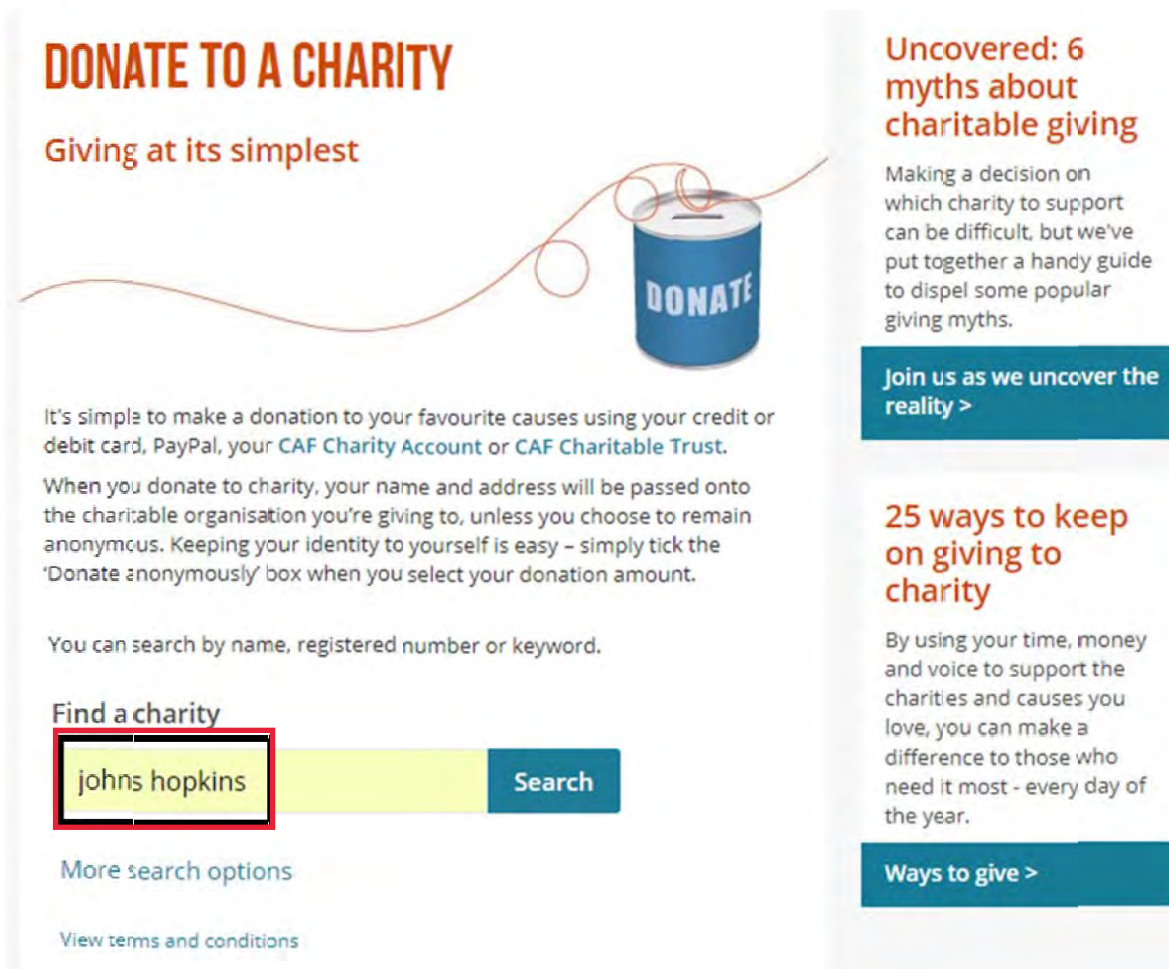 DONATE TO A CHARITY
Giving at its simplest
DONATE
It's simple to make a donation to your favourite causes using your credit or
debit card, PayPal, your CAF Charity Account or CAF Charitable Trust.
When you donate to charity, your name and address will be passed onto
the charitable organisation you're giving to, unless you choose to remain
anonymous. Keeping your identity to yourself is easy – simply tick the
'Donate anonymously' box when you select your donation amount.
You can search by name, registered number or keyword.
Find a charity
johns hopkins
Search
More search options
View terms and conditions
Uncovered: 6
myths about
charitable giving
Making a decision on
which charity to support
can be difficult, but we've
put together a handy guide
to dispel some popular
giving myths.
Join us as we uncover the
reality >
25 ways to keep
on giving to
charity
By using your time, money
and voice to support the
charities and causes you
love, you can make a
difference to those who
need it most - every day of
the year.
Ways to give >